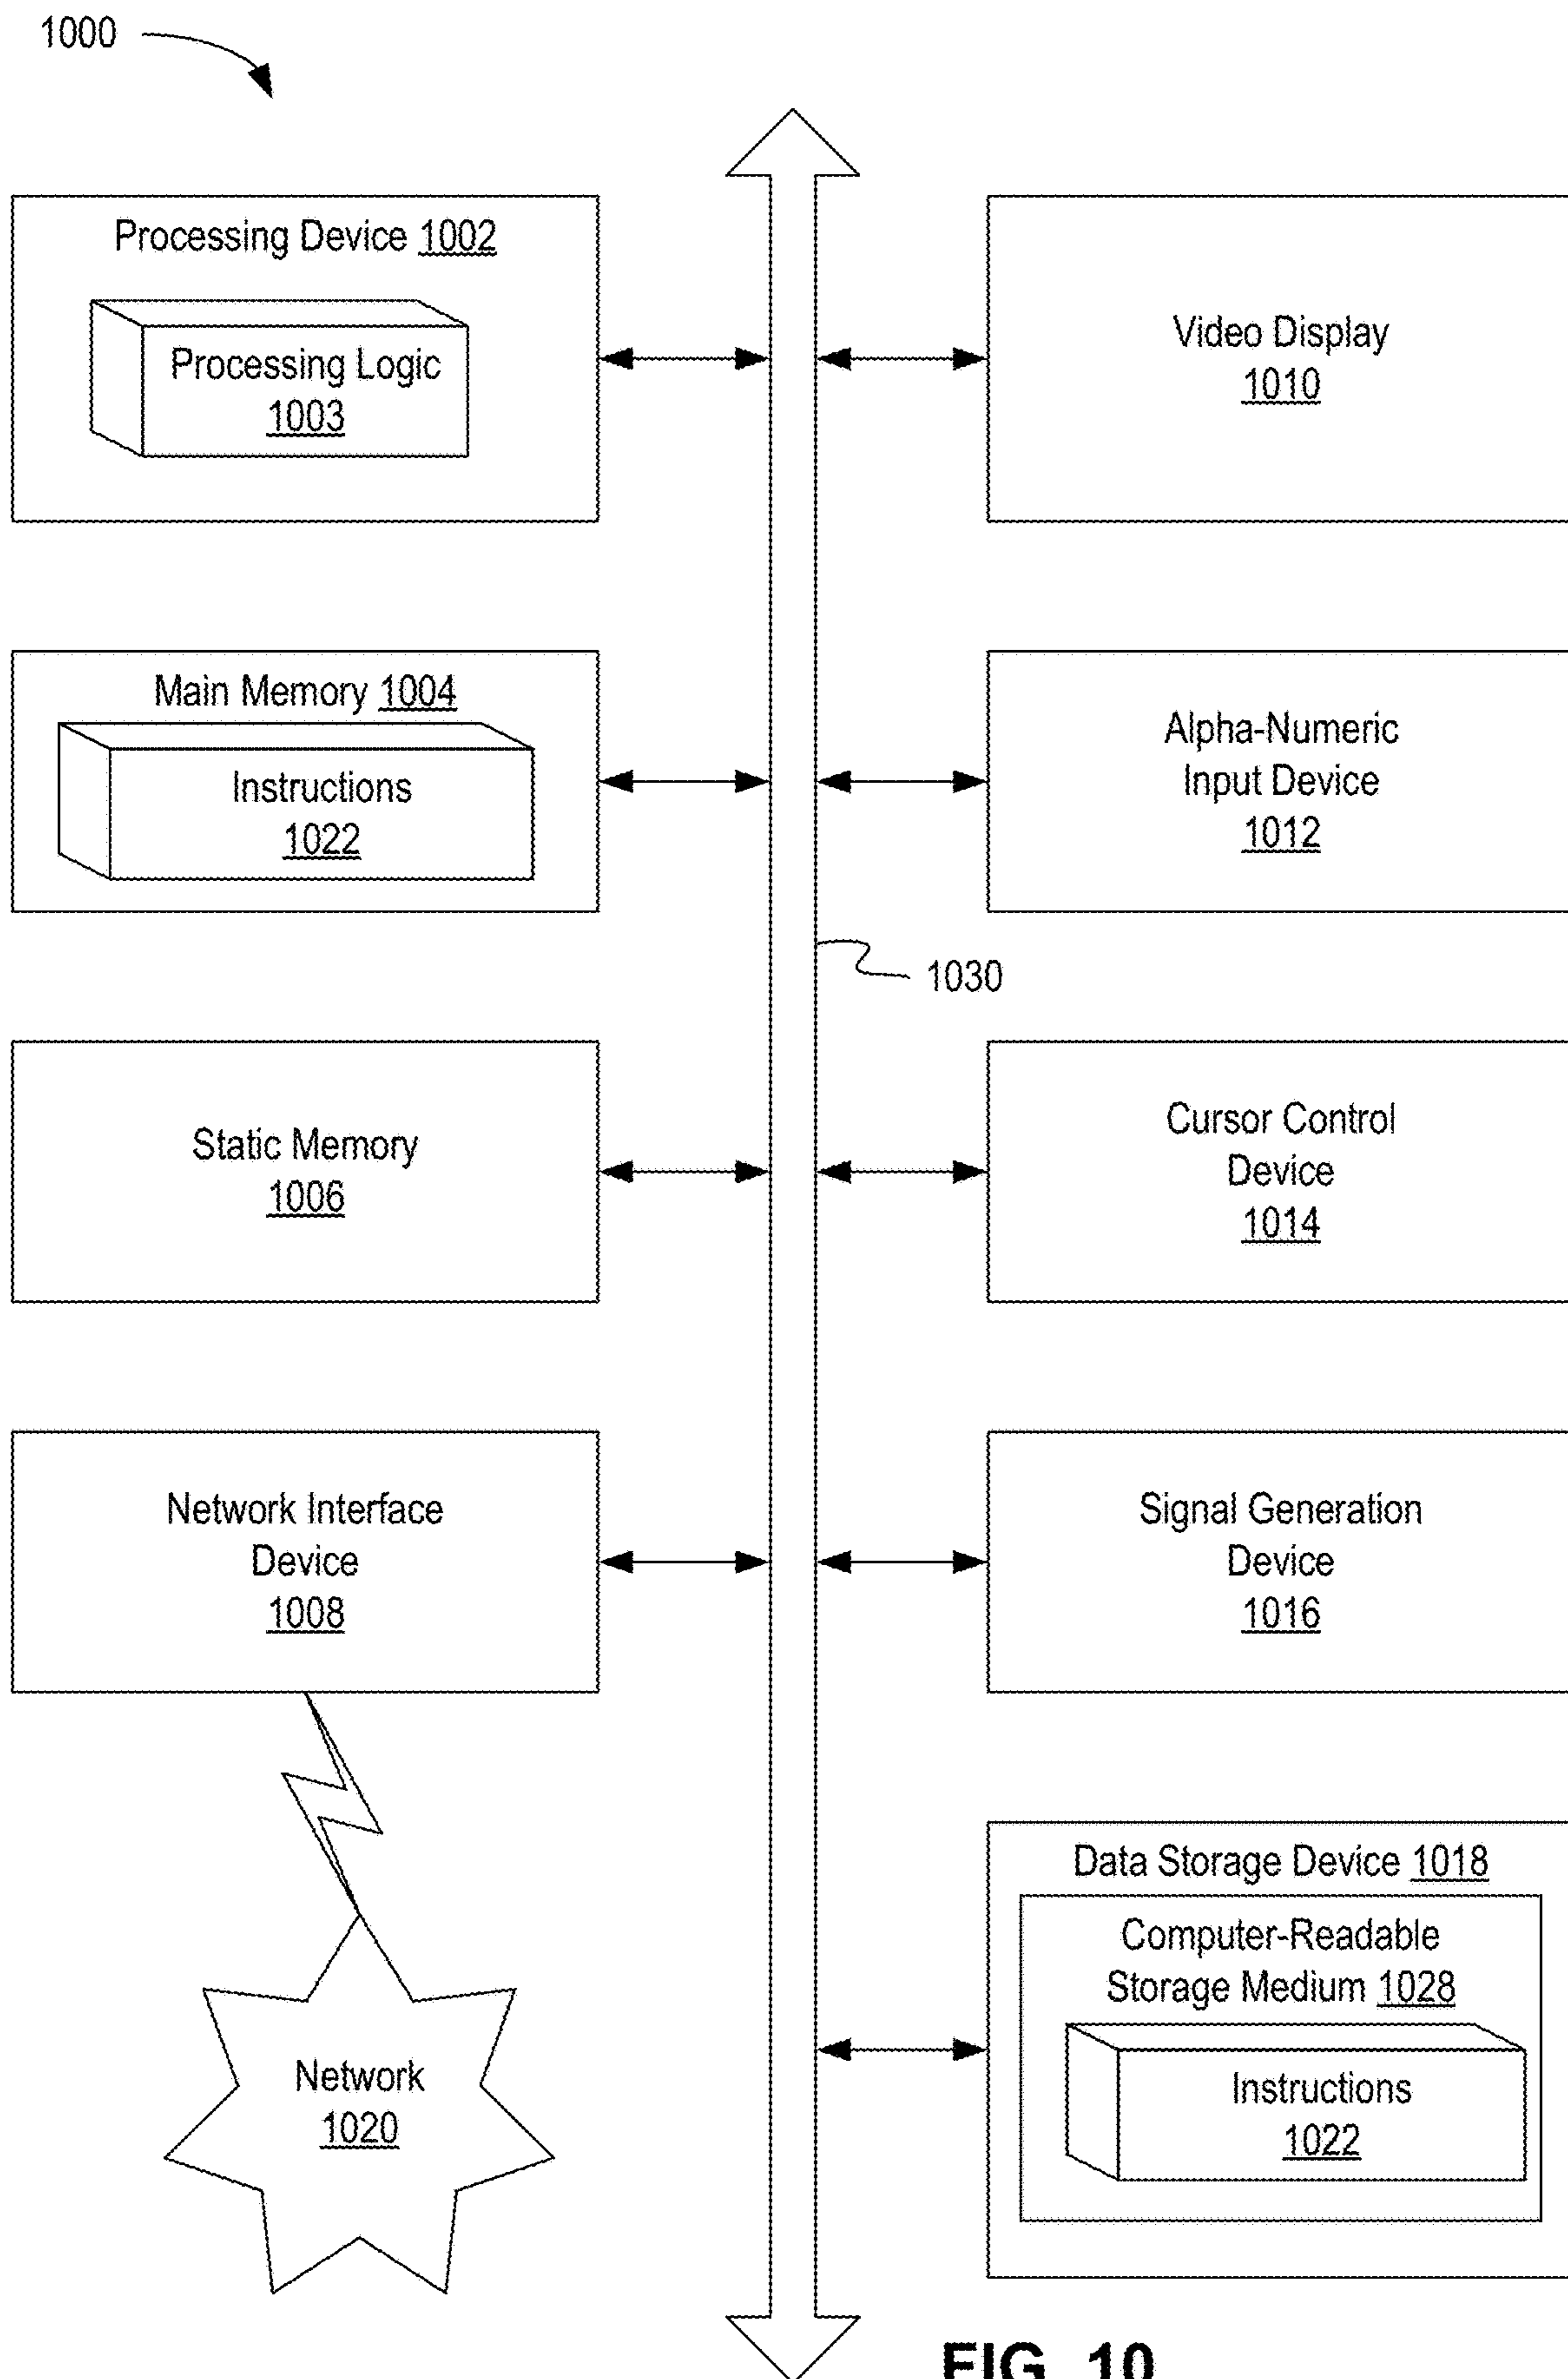 1000
Processing Device 1002
Processing Logic
1003
Video Display
1010
Main Memory 1004
Instructions
1022
Alpha-Numeric
Input Device
1012
1030
Static Memory
1006
Cursor Control
Device
1014
Network Interface
Device
1008
Signal Generation
Device
1016
Data Storage Device 1018
Computer-Readable
Storage Medium 1028
Instructions
1022
Network
1020
FIG. 10